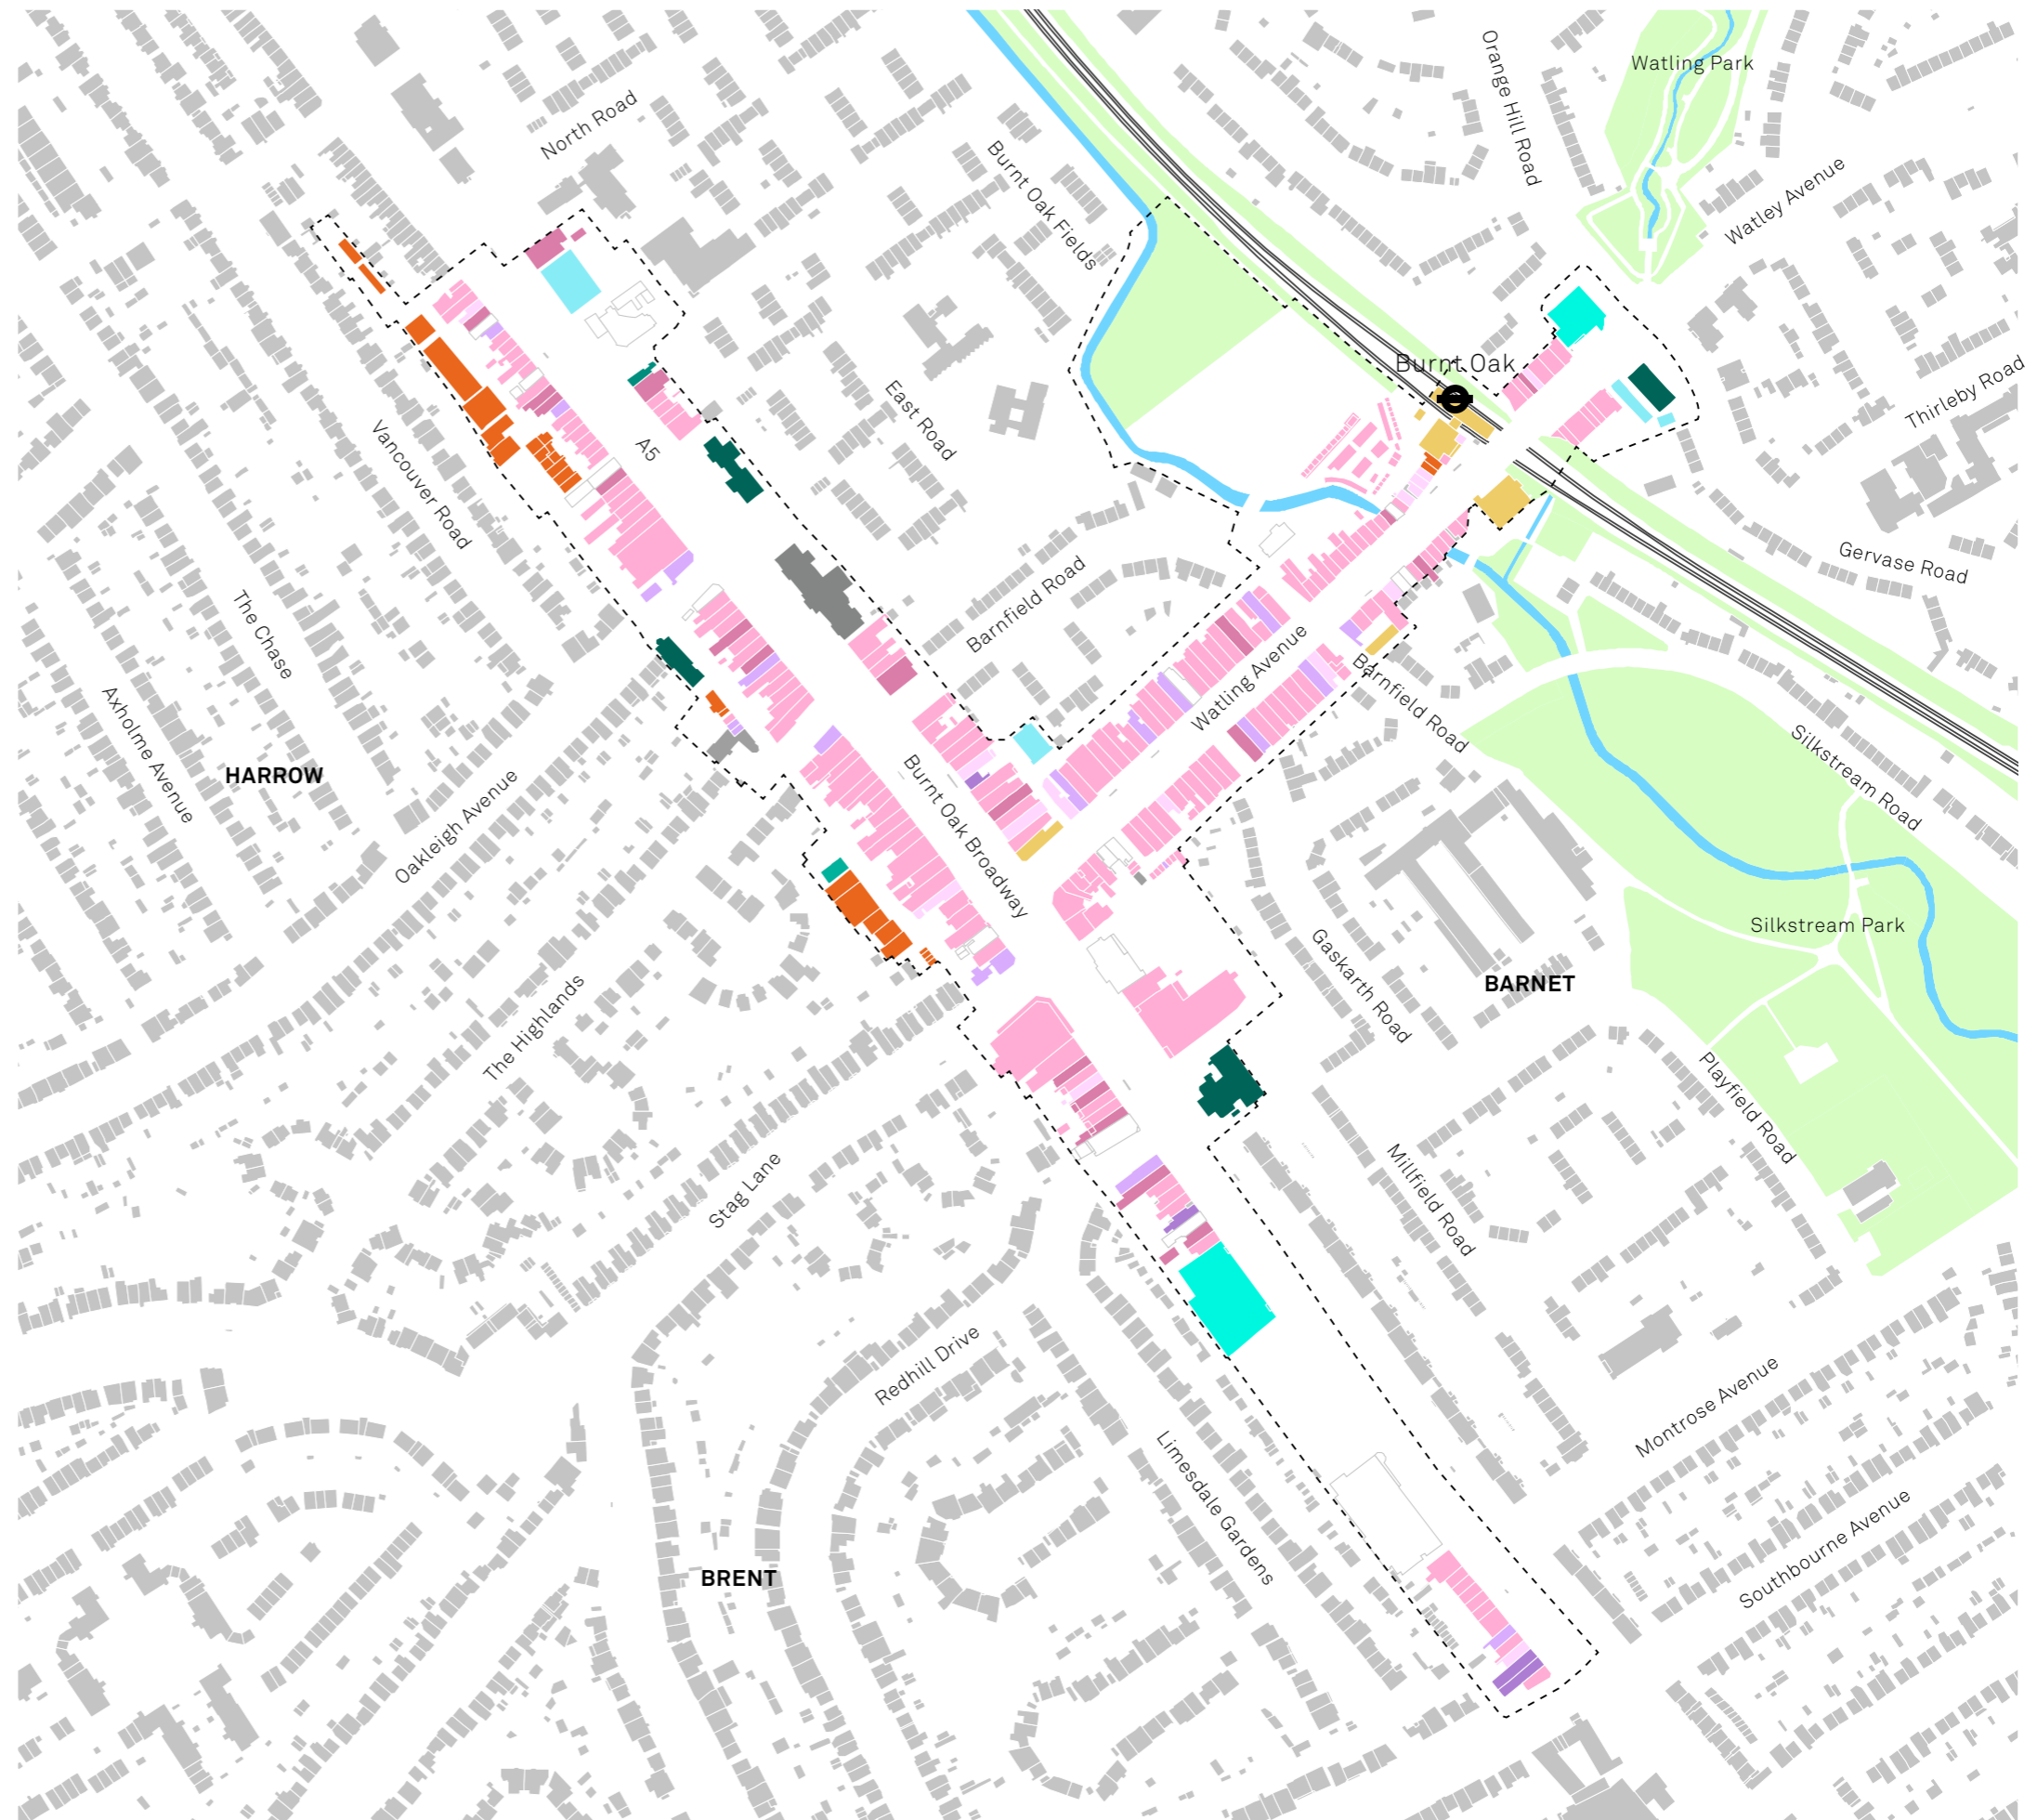 Watling Park
Orange Hill Road
North Road
Burnt Oak Fields
Watley Avenue
Burnt Oak
Thirleby Road
East Road
A5
Vancouver Road
Gervase Road
Barnfield Road
The Chase
Watling Avenue
Barnfield Road
Axholme Avenue
HARROW
Silkstream Road
Oakleigh Avenue
Burnt Oak Broadway
Silkstream Park
BARNET
Gaskarth Road
The Highlands
Playfield Road
Stag Lane
Millfield Road
Redhill Drive
Montrose Avenue
Limesdale Gardens
Southbourne Avenue
BRENT